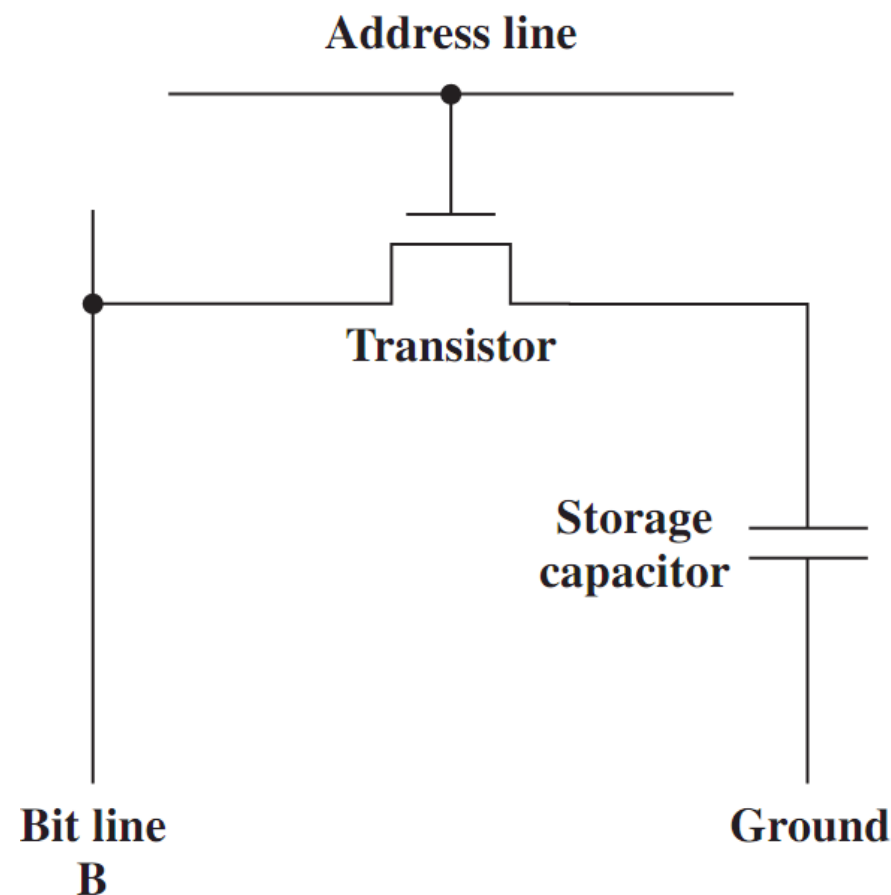 Address line
Transistor
Storage
capacitor
Bit line
B
Ground